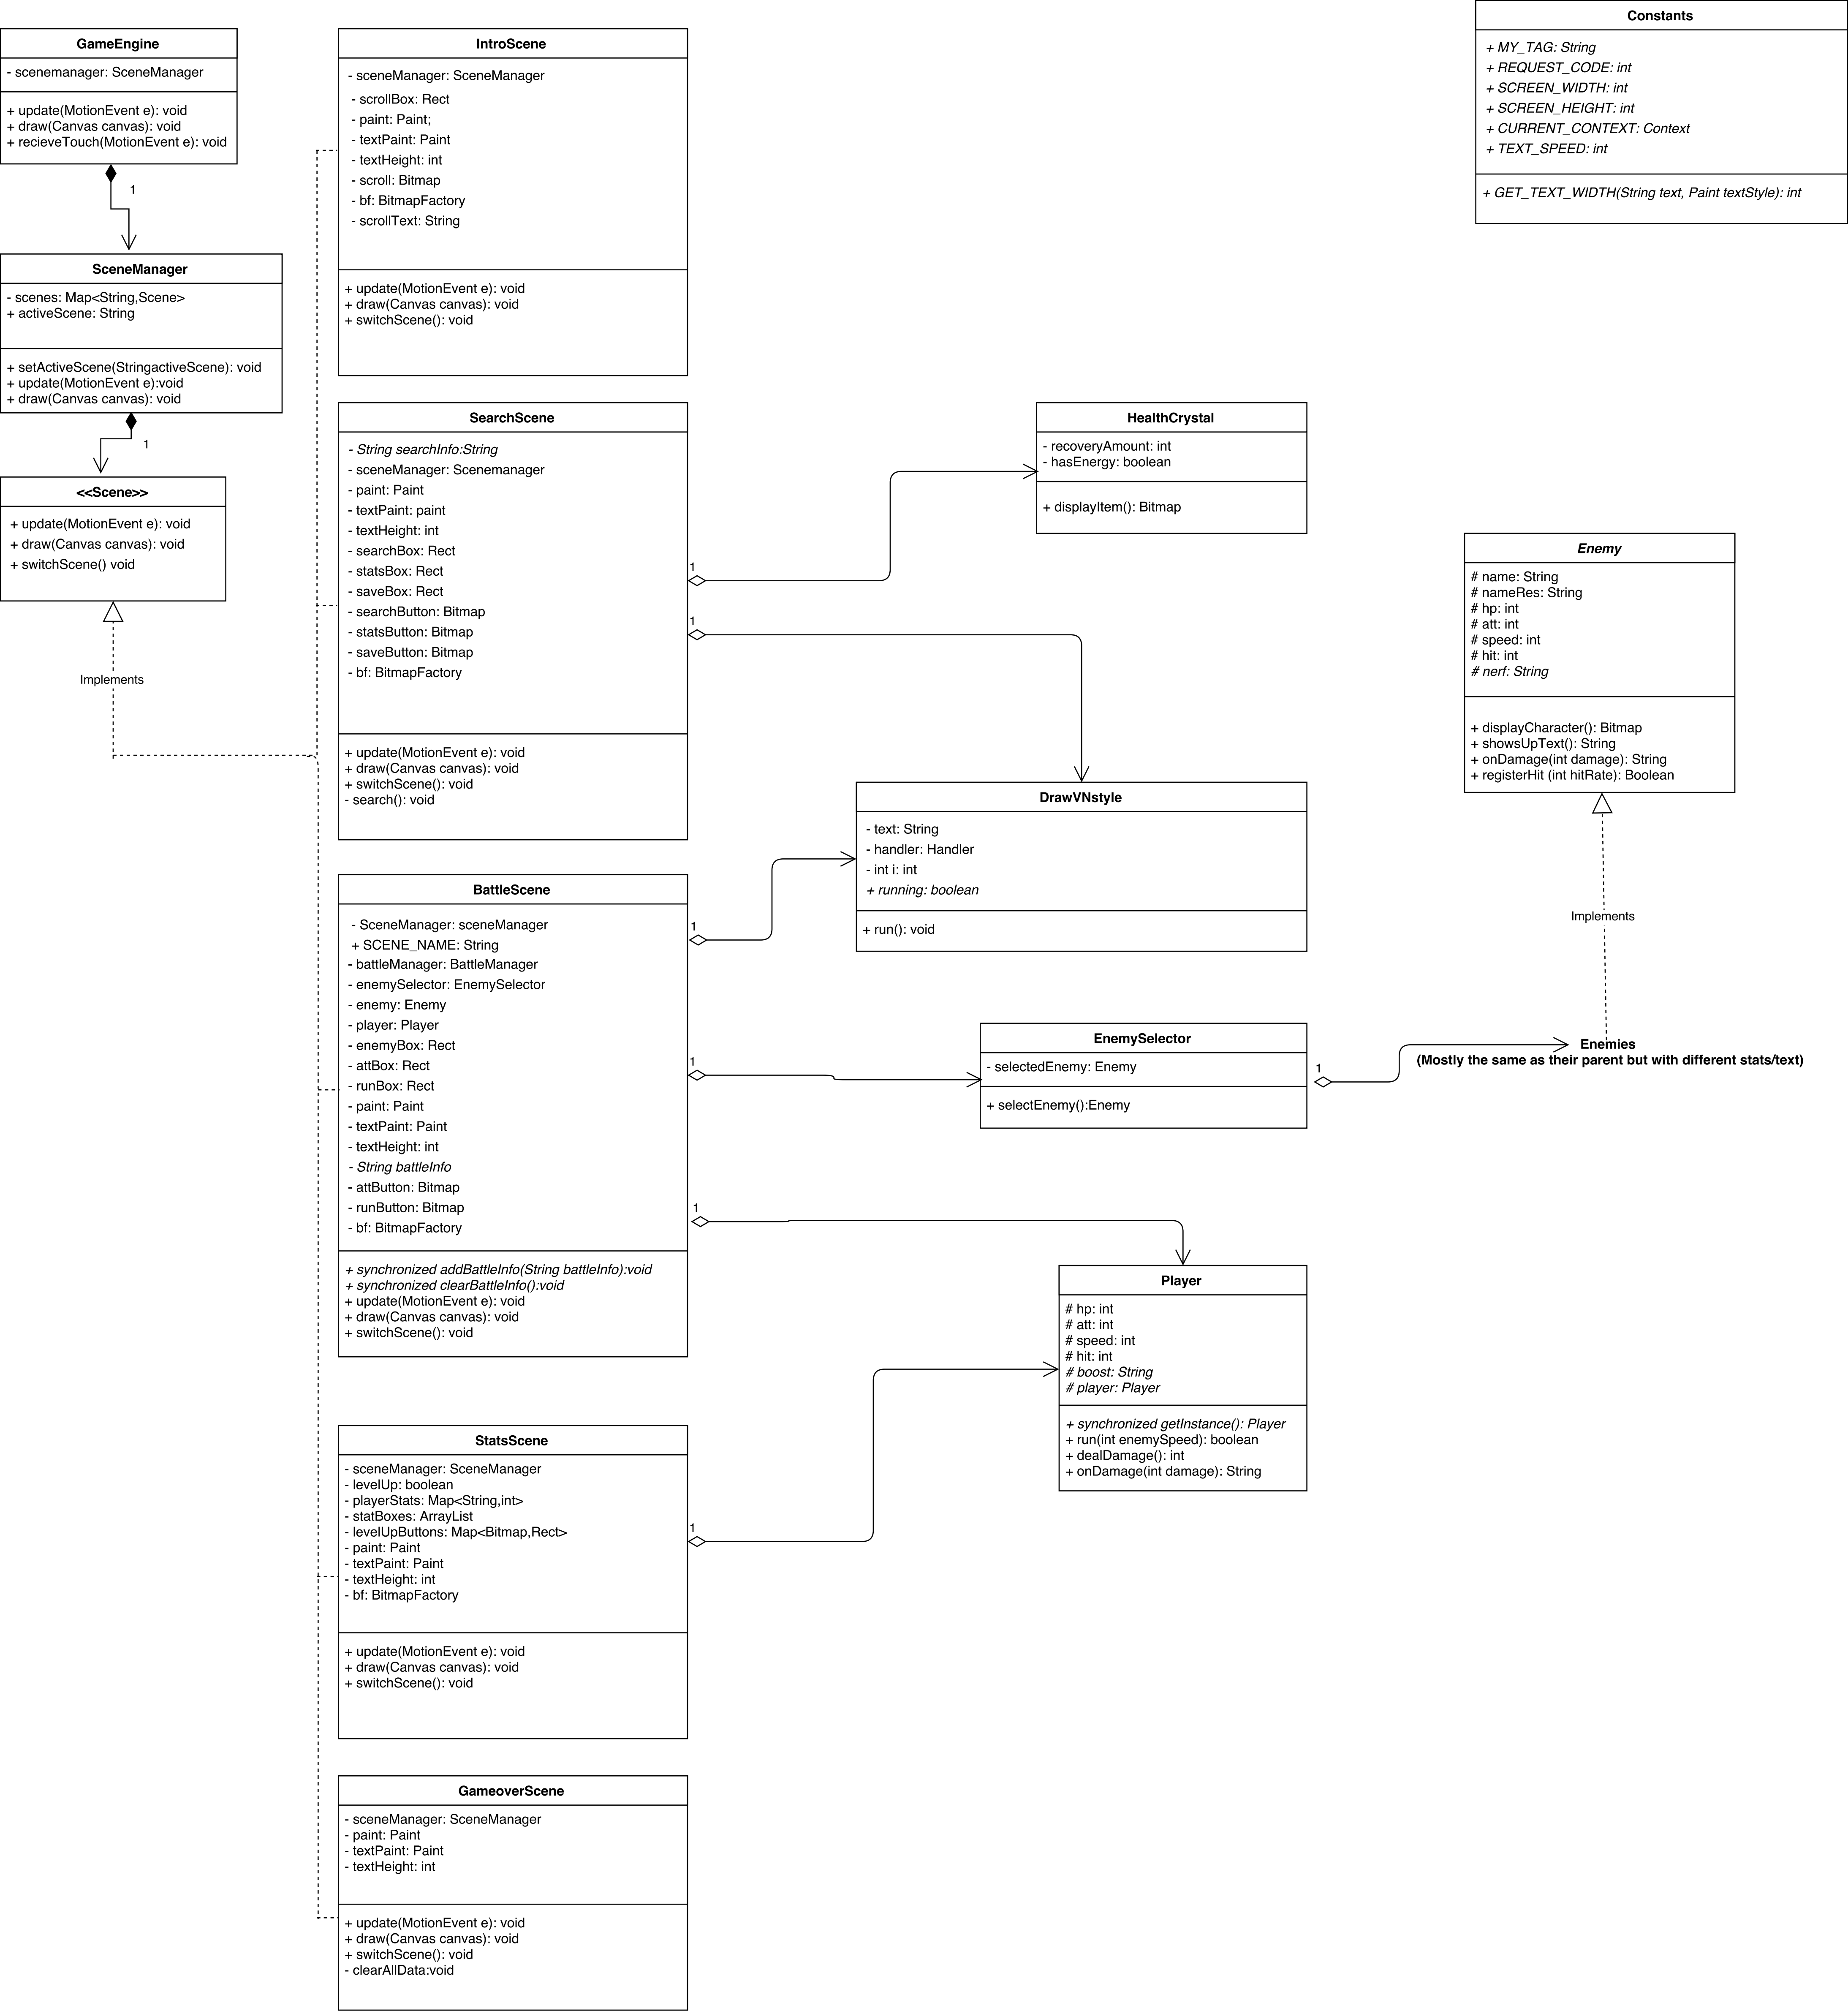 GameEngine
- scenemanager: SceneManager
+ update(MotionEvent e): void
+ draw(Canvas canvas): void
+ recieveTouch(MotionEvent e): void
1
SceneManager
- scenes: Map<String,Scene>
+ activeScene: String
+ setActiveScene(StringactiveScene): void
+ update(MotionEvent e):void
+ draw(Canvas canvas): void
1
<<Scene>>
+ update(MotionEvent e): void
+ draw(Canvas canvas): void
+ switchScene() void
Implements
IntroScene
- sceneManager: SceneManager
- scrollBox: Rect
- paint: Paint;
- textPaint: Paint
- textHeight: int
- scroll: Bitmap
- bf: BitmapFactory
- scrollText: String
+ update(MotionEvent e): void
+ draw(Canvas canvas): void
+ switchScene(): void
SearchScene
- String searchInfo:String
- sceneManager: Scenemanager
- paint: Paint
- textPaint: paint
- textHeight: int
- searchBox: Rect
- statsBox: Rect
- saveBox: Rect
- searchButton: Bitmap
- statsButton: Bitmap
- saveButton: Bitmap
- bf: BitmapFactory
+ update(MotionEvent e): void
+ draw(Canvas canvas): void
+ switchScene(): void
- search(): void
1
1
BattleScene
- SceneManager: sceneManager
+ SCENE_NAME: String
- battleManager: BattleManager
- enemySelector: EnemySelector
- enemy: Enemy
- player: Player
- enemyBox: Rect
- attBox: Rect
- runBox: Rect
- paint: Paint
- textPaint: Paint
- textHeight: int
- String battleInfo
- attButton: Bitmap
- runButton: Bitmap
- bf: BitmapFactory
+ synchronized addBattleInfo(String battleInfo):void
+ synchronized clearBattleInfo():void
+ update(MotionEvent e): void
+ draw(Canvas canvas): void
+ switchScene(): void
1
1
1
StatsScene
- sceneManager: SceneManager
- levelUp: boolean
- playerStats: Map<String,int>
- statBoxes: ArrayList
- levelUpButtons: Map<Bitmap,Rect>
- paint: Paint
- textPaint: Paint
- textHeight: int
- bf: BitmapFactory
+ update(MotionEvent e): void
+ draw(Canvas canvas): void
+ switchScene(): void
1
GameoverScene
- sceneManager: SceneManager
- paint: Paint
- textPaint: Paint
- textHeight: int
+ update(MotionEvent e): void
+ draw(Canvas canvas): void
+ switchScene(): void
- clearAllData:void
HealthCrystal
- recoveryAmount: int
- hasEnergy: boolean
+ displayItem(): Bitmap
DrawVNstyle
- text: String
- handler: Handler
- int i: int
+ running: boolean
+ run(): void
EnemySelector
- selectedEnemy: Enemy
+ selectEnemy():Enemy
1
Player
# hp: int
# att: int
# speed: int
# hit: int
# boost: String
# player: Player
+ synchronized getInstance(): Player
+ run(int enemySpeed): boolean
+ dealDamage(): int
+ onDamage(int damage): String
Constants
+ MY_TAG: String
+ REQUEST_CODE: int
+ SCREEN_WIDTH: int
+ SCREEN_HEIGHT: int
+ CURRENT_CONTEXT: Context
+ TEXT_SPEED: int
+ GET_TEXT_WIDTH(String text, Paint textStyle): int
Enemy
# name: String
# nameRes: String
# hp: int
# att: int
# speed: int
# hit: int
# nerf: String
+ displayCharacter(): Bitmap
+ showsUpText(): String
+ onDamage(int damage): String
+ registerHit (int hitRate): Boolean
Implements
Enemies
(Mostly the same as their parent but with different stats/text)